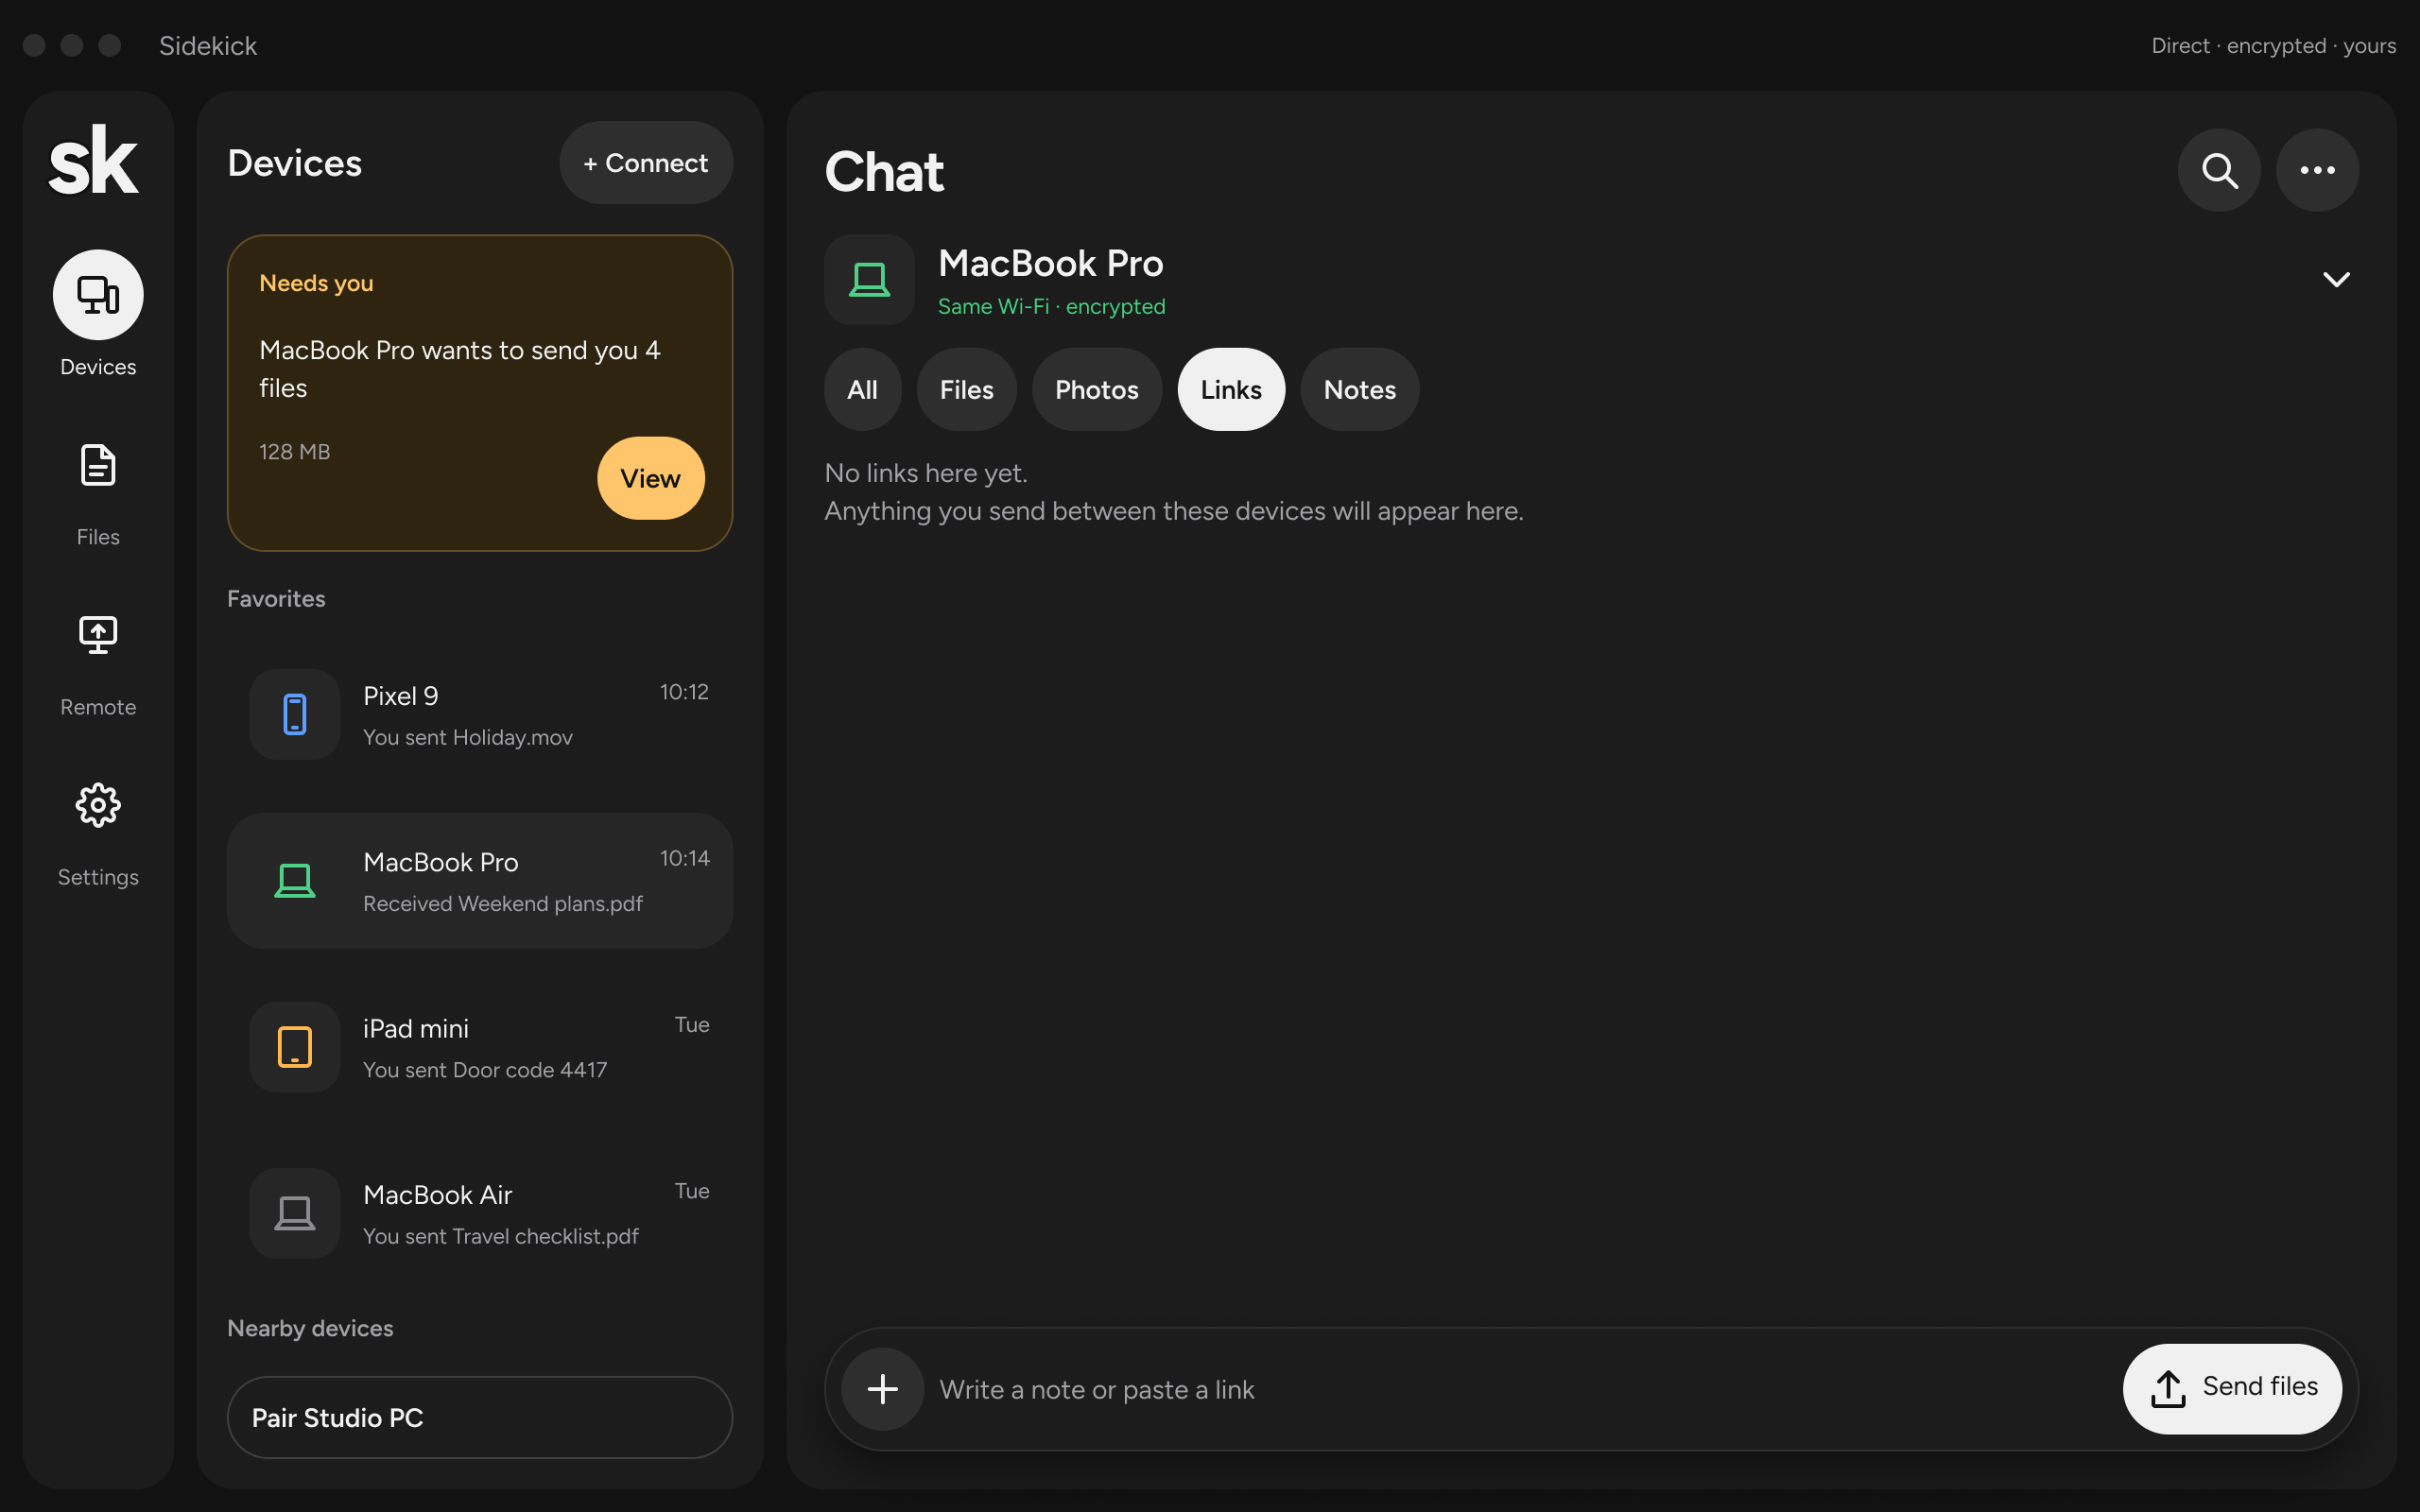 Sidekick
Direct · encrypted · yours
sk
Devices
Files
Remote
Settings
Devices
+ Connect
Needs you
MacBook Pro wants to send you 4
files
128 MB
View
Favorites
Pixel 9
10:12
You sent Holiday.mov
MacBook Pro
10:14
Received Weekend plans.pdf
iPad mini
Tue
You sent Door code 4417
MacBook Air
Tue
You sent Travel checklist.pdf
Nearby devices
Pair Studio PC
Chat
MacBook Pro
Same Wi-Fi · encrypted
All
Files
Photos
Links
Notes
No links here yet.
Anything you send between these devices will appear here.
Write a note or paste a link
Send files